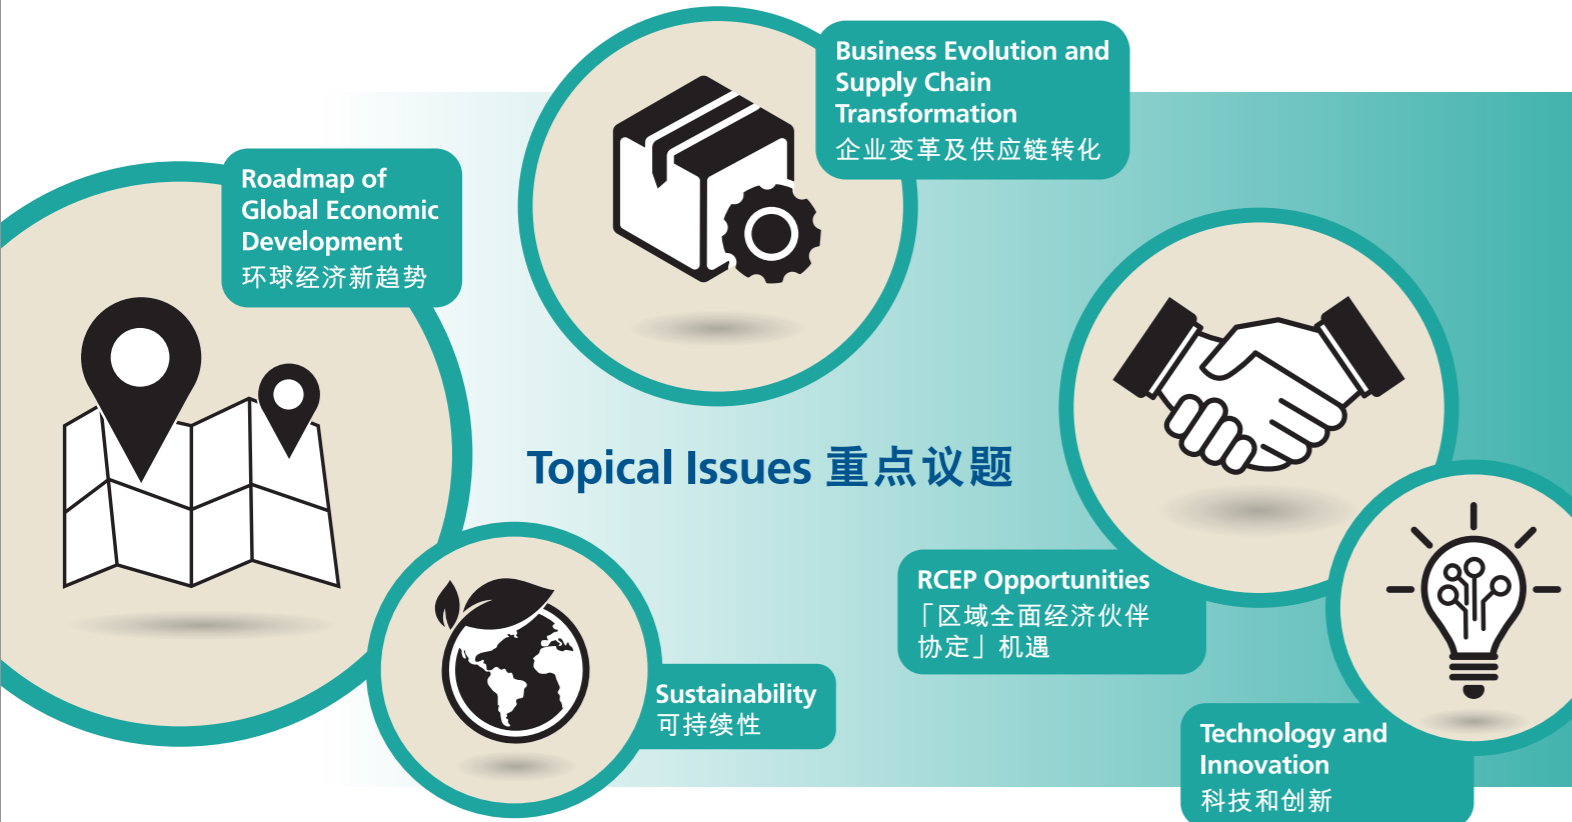 Business Evolution and
Supply Chain
Transformation
企业变革及供应链转化
Roadmap of
Global Economic
Development
环球经济新趋势
Topical Issues 重点议题
RCEP Opportunities
「区域全面经济伙伴
协定」机遇
Sustainability
可持续性
Technology and
Innovation
科技和创新